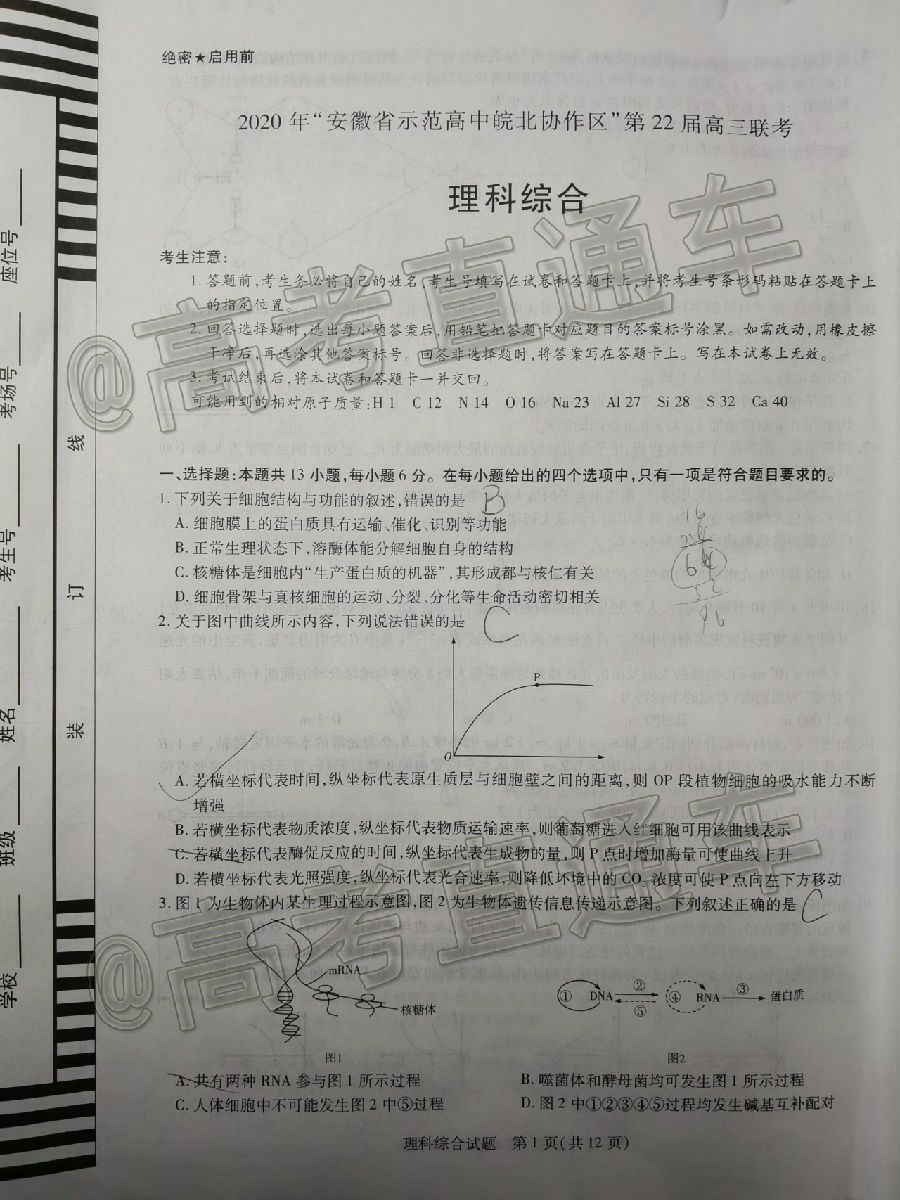 绝密★启用前
2020年“安徽省示范高中皖北协作区”第22届高三联考
理科综合
考生注意:
1.答题前,考生务必将自己的姓名、考生号填写在试卷和答题卡上,并将考生号条形码粘贴在答题卡上
的指定位置。
2.回答选择题时,选出每小题答案后,用铅笔把答题卡对应题目的答案标号涂黑。如需改动,用橡皮擦
干净后,再选涂其他答案标号。回答非选择题时,将答案写在答题卡上。写在本试卷上无效。
3.考试结束后,将本试卷和答题卡一并交回。
可能用到的相对原子质量:H 1 C 12 N 14 O 16 Na 23 Al 27 Si 28 S 32 Ca 40
一、选择题:本题共13小题,每小题6分。在每小题给出的四个选项中,只有一项是符合题目要求的。
1.下列关于细胞结构与功能的叙述,错误的是 B
A.细胞膜上的蛋白质具有运输、催化、识别等功能
B.正常生理状态下,溶酶体能分解细胞自身的结构
C.核糖体是细胞内“生产蛋白质的机器”,其形成都与核仁有关
D.细胞骨架与真核细胞的运动、分裂、分化等生命活动密切相关
16
2.关于图中曲线所示内容,下列说法错误的是 C
P
O
A.若横坐标代表时间,纵坐标代表原生质层与细胞壁之间的距离,则OP段植物细胞的吸水能力不断
增强
B.若横坐标代表物质浓度,纵坐标代表物质运输速率,则葡萄糖进入红细胞可用该曲线表示
C.若横坐标代表酶促反应的时间,纵坐标代表生成物的量,则P点时增加酶量可使曲线上升
D.若横坐标代表光照强度,纵坐标代表光合速率,则降低环境中的CO₂浓度可使P点向左下方移动
3.图1为生物体内某生理过程示意图,图2为生物体遗传信息传递示意图。下列叙述正确的是 C
mRNA
核糖体
图1
① DNA ② ⑤ ④ RNA ③ 蛋白质
图2
A.共有两种RNA参与图1所示过程
B.噬菌体和酵母菌均可发生图1所示过程
C.人体细胞中不可能发生图2中⑤过程
D.图2中①②③④⑤过程均发生碱基互补配对
理科综合试题 第1页(共12页)
座位号
考场号
考生号
姓名
班级
学校
线
订
装
@高考直通车
@高考直通车